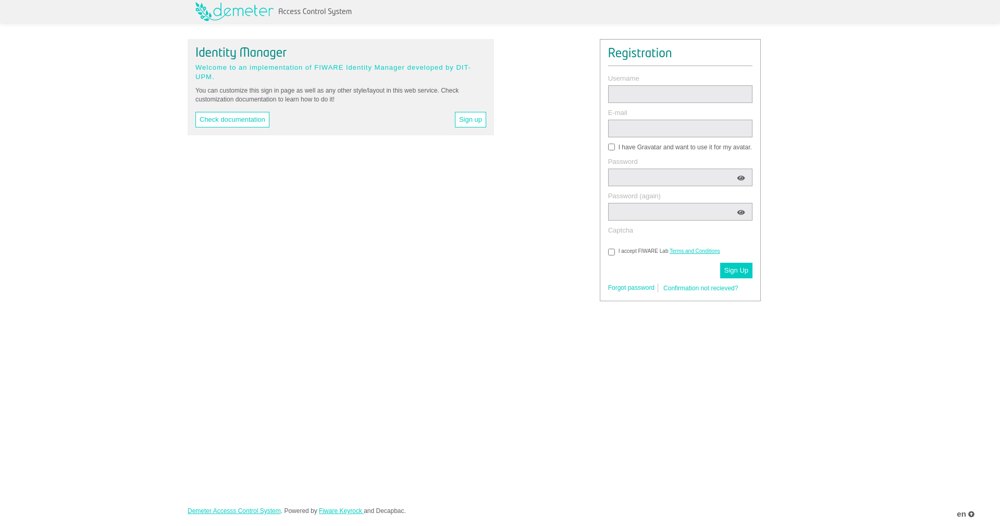 demeter Access Control System
Identity Manager
Welcome to an implementation of FIWARE Identity Manager developed by DIT-
UPM.
You can customize this sign in page as well as any other style/layout in this web service. Check
customization documentation to learn how to do it!
Check documentation
Sign up
Registration
Username
E-mail
I have Gravatar and want to use it for my avatar.
Password
Password (again)
Captcha
I accept FIWARE Lab Terms and Conditions
Sign Up
Forgot password
Confirmation not recieved?
Demeter Accesss Control System. Powered by Fiware Keyrock and Decapbac.
en